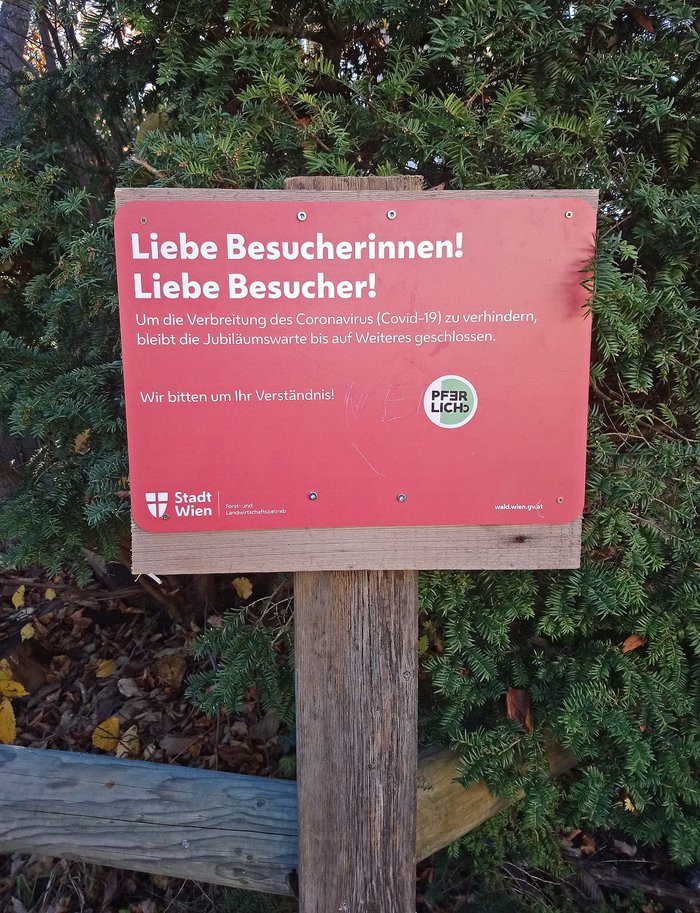 Liebe Besucherinnen!
Liebe Besucher!
Um die Verbreitung des Coronavirus (Covid-19) zu verhindern,
bleibt die Jubiläumswarte bis auf Weiteres geschlossen.
Wir bitten um Ihr Verständnis!
NE
PFER
LICH
Stadt
Wien
Forst- und
Landwirtschaftsbetrieb
wald.wien.gv.at